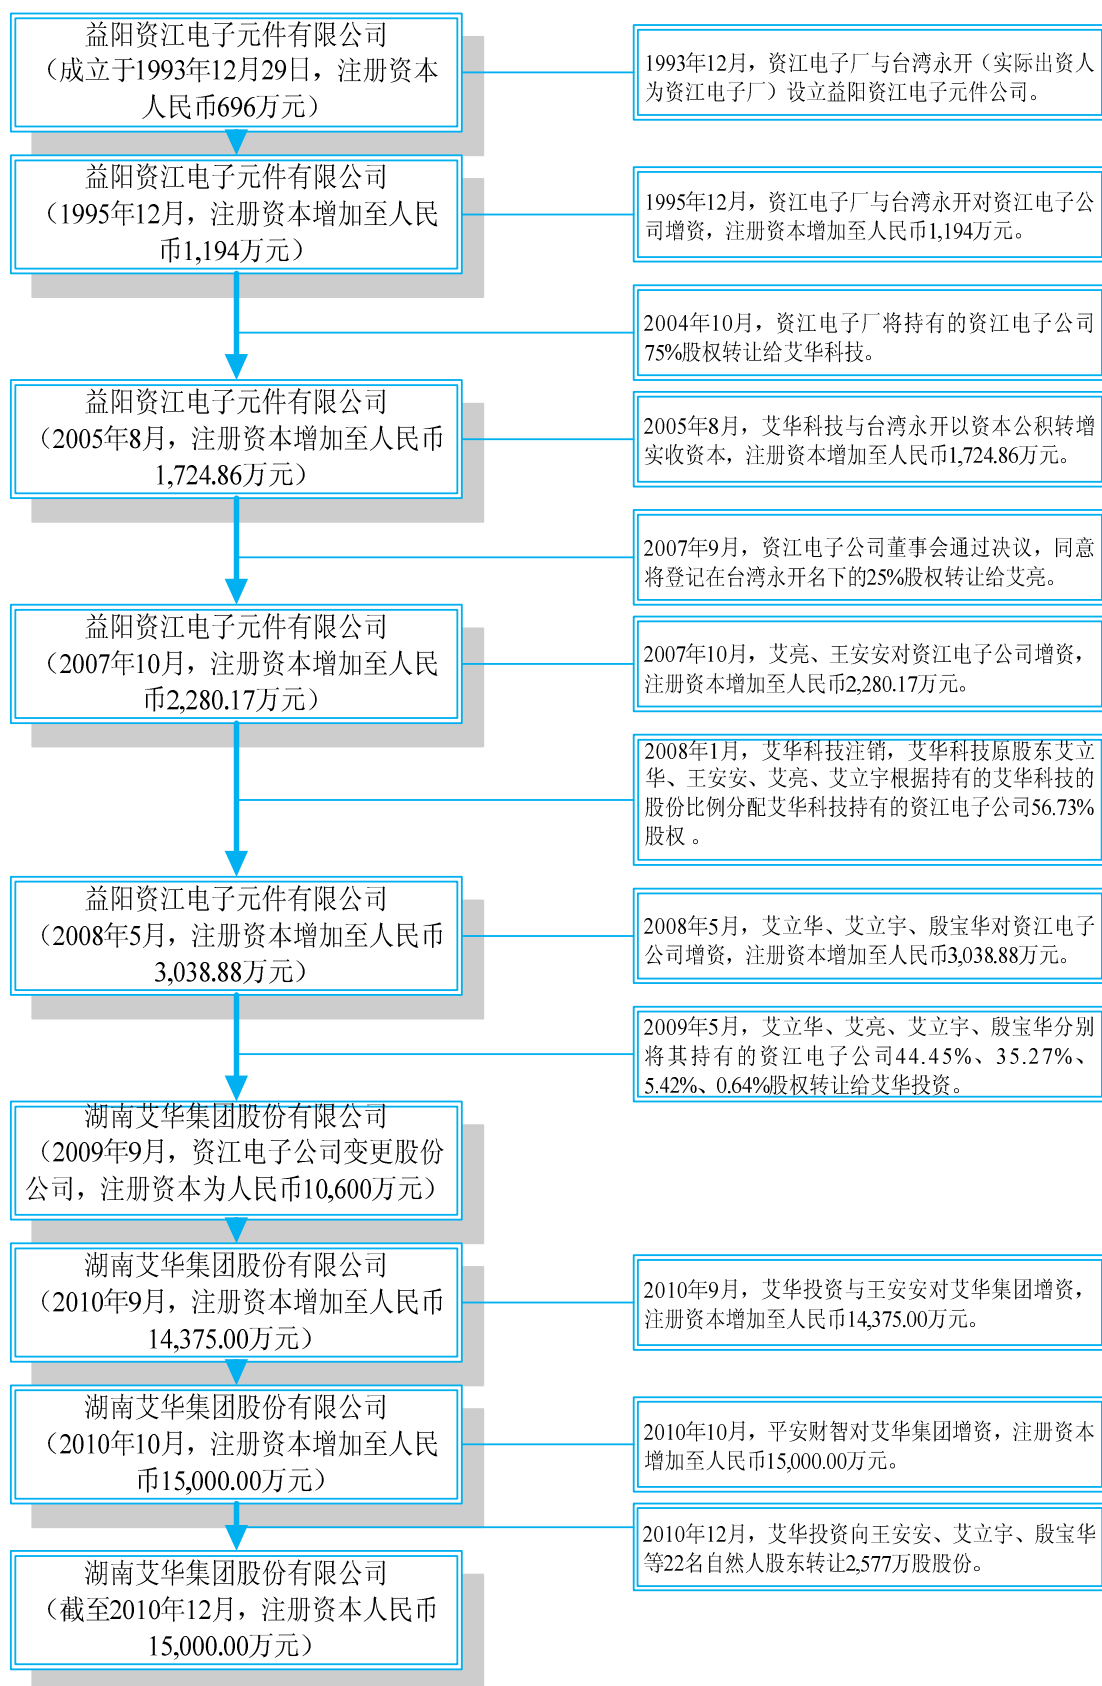 益阳资江电子元件有限公司
（成立于1993年12月29日，注册资本
人民币696万元）
1993年12月，资江电子厂与台湾永开（实际出资人
为资江电子厂）设立益阳资江电子元件公司。
益阳资江电子元件有限公司
（1995年12月，注册资本增加至人民
币1,194万元）
1995年12月，资江电子厂与台湾永开对资江电子公
司增资，注册资本增加至人民币1,194万元。
2004年10月，资江电子厂将持有的资江电子公司
75%股权转让给艾华科技。
益阳资江电子元件有限公司
（2005年8月，注册资本增加至人民币
1,724.86万元）
2005年8月，艾华科技与台湾永开以资本公积转增
实收资本，注册资本增加至人民币1,724.86万元。
2007年9月，资江电子公司董事会通过决议，同意
将登记在台湾永开名下的25%股权转让给艾亮。
益阳资江电子元件有限公司
（2007年10月，注册资本增加至人民
币2,280.17万元）
2007年10月，艾亮、王安安对资江电子公司增资，
注册资本增加至人民币2,280.17万元。
2008年1月，艾华科技注销，艾华科技原股东艾立
华、王安安、艾亮、艾立宇根据持有的艾华科技的
股份比例分配艾华科技持有的资江电子公司56.73%
股权 。
益阳资江电子元件有限公司
（2008年5月，注册资本增加至人民币
3,038.88万元）
2008年5月，艾立华、艾立宇、殷宝华对资江电子
公司增资，注册资本增加至人民币3,038.88万元。
2009年5月，艾立华、艾亮、艾立宇、殷宝华分别
将其持有的资江电子公司44.45%、35.27%、
5.42%、0.64%股权转让给艾华投资。
湖南艾华集团股份有限公司
（2009年9月，资江电子公司变更股份
公司，注册资本为人民币10,600万元）
湖南艾华集团股份有限公司
（2010年9月，注册资本增加至人民币
14,375.00万元）
2010年9月，艾华投资与王安安对艾华集团增资，
注册资本增加至人民币14,375.00万元。
湖南艾华集团股份有限公司
（2010年10月，注册资本增加至人民
币15,000.00万元）
2010年10月，平安财智对艾华集团增资，注册资本
增加至人民币15,000.00万元。
2010年12月，艾华投资向王安安、艾立宇、殷宝华
等22名自然人股东转让2,577万股股份。
湖南艾华集团股份有限公司
（截至2010年12月，注册资本人民币
15,000.00万元）